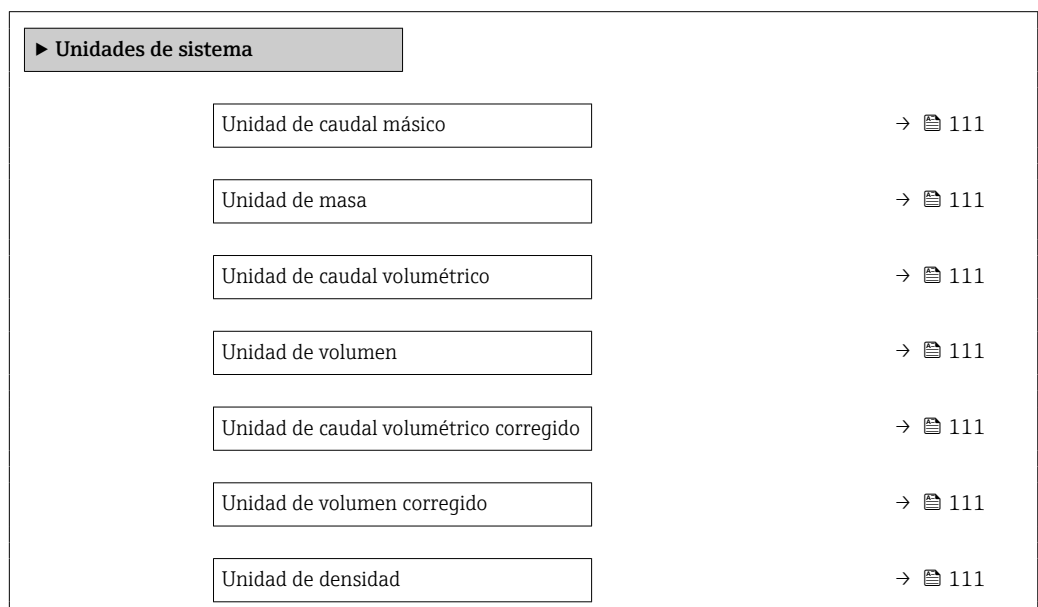 ▶ Unidades de sistema
Unidad de caudal másico → 111
Unidad de masa → 111
Unidad de caudal volumétrico → 111
Unidad de volumen → 111
Unidad de caudal volumétrico corregido → 111
Unidad de volumen corregido → 111
Unidad de densidad → 111